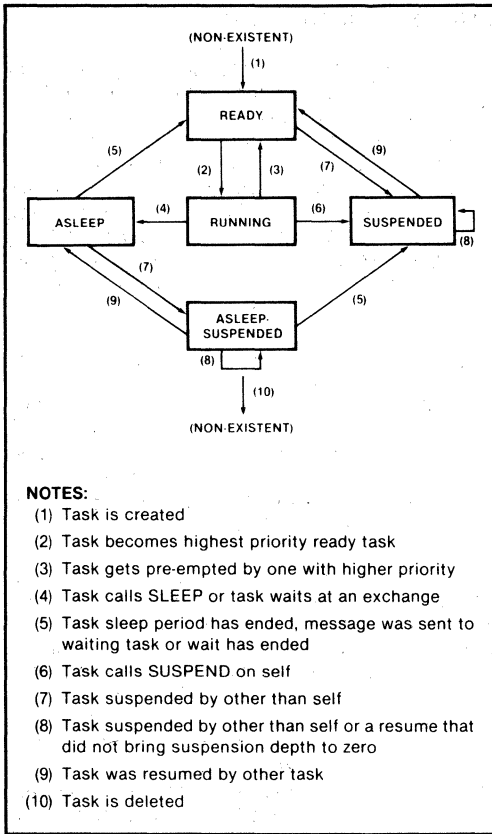 (NON-EXISTENT)
(1)
READY
(5)
(9)
(2)
(3)
(7)
ASLEEP
(4)
RUNNING
(6)
SUSPENDED
(8)
(7)
(9)
ASLEEP-
SUSPENDED
(5)
(8)
(10)
(NON-EXISTENT)
NOTES:
(1) Task is created
(2) Task becomes highest priority ready task
(3) Task gets pre-empted by one with higher priority
(4) Task calls SLEEP or task waits at an exchange
(5) Task sleep period has ended, message was sent to
waiting task or wait has ended
(6) Task calls SUSPEND on self
(7) Task suspended by other than self
(8) Task suspended by other than self or a resume that
did not bring suspension depth to zero
(9) Task was resumed by other task
(10) Task is deleted